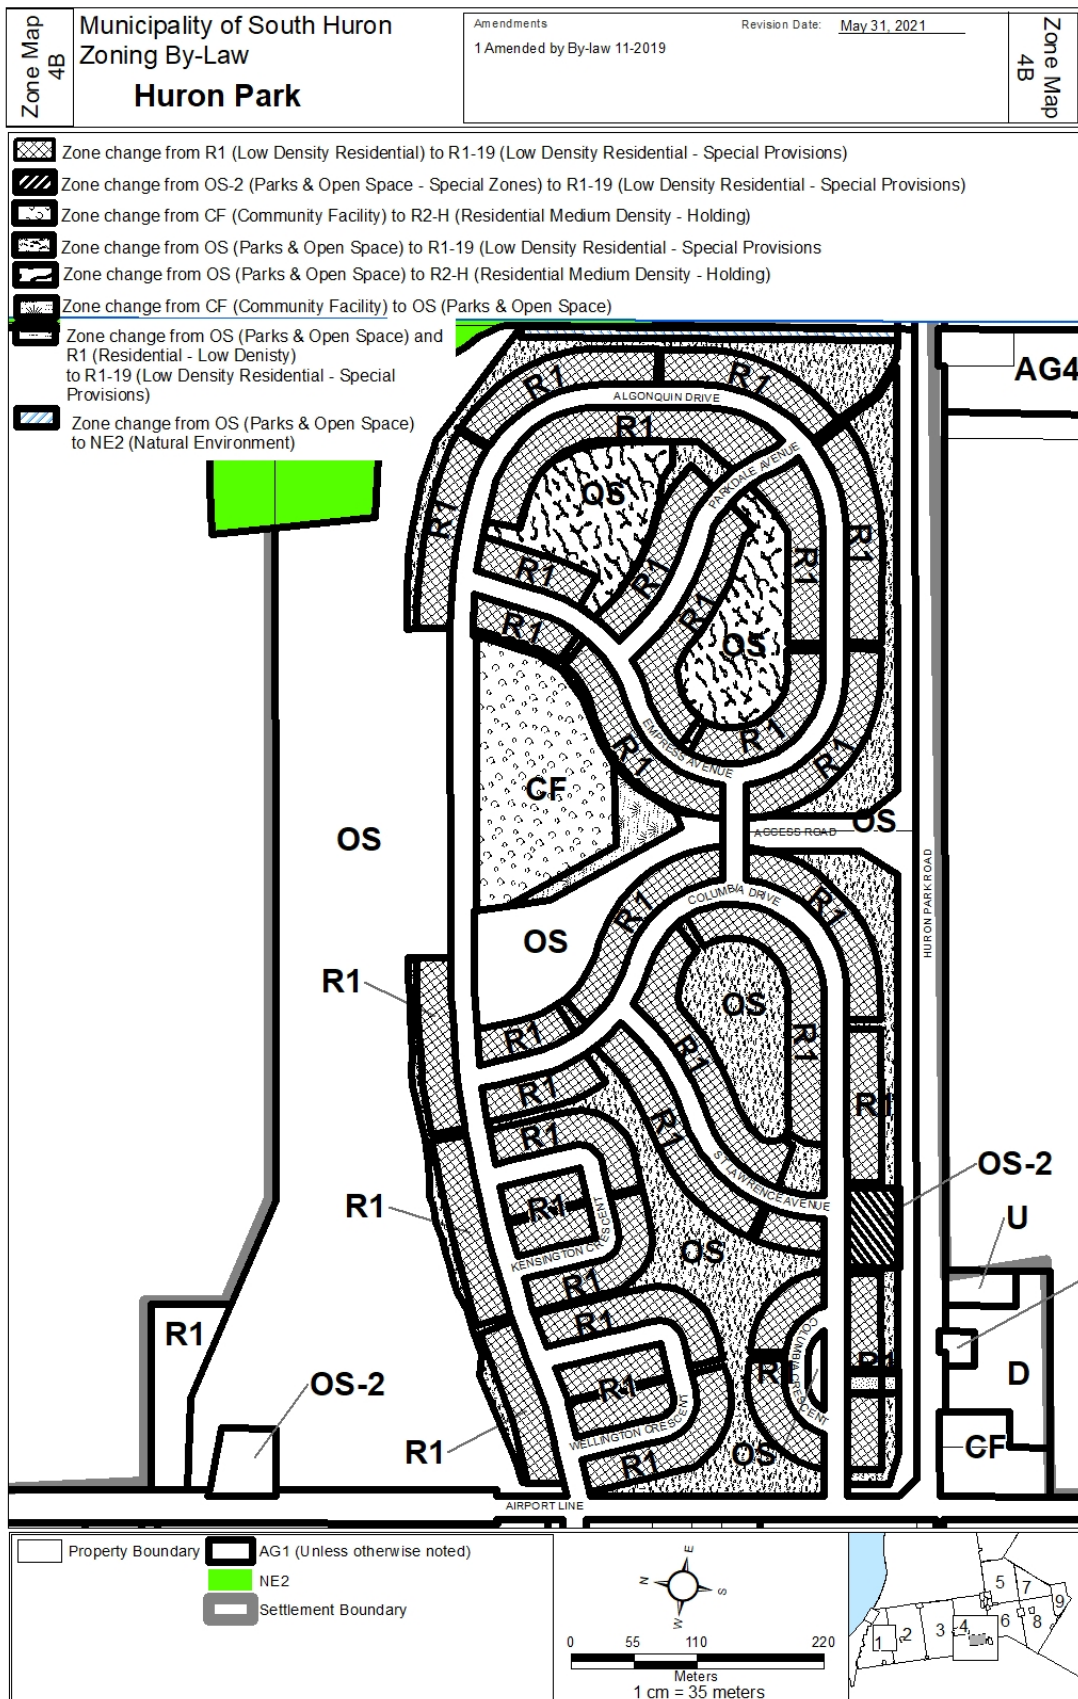 Zone Map
4B
Municipality of South Huron
Zoning By-Law
Huron Park
Amendments
1 Amended by By-law 11-2019
Revision Date: May 31, 2021
Zone Map
4B
Zone change from R1 (Low Density Residential) to R1-19 (Low Density Residential - Special Provisions)
Zone change from OS-2 (Parks & Open Space - Special Zones) to R1-19 (Low Density Residential - Special Provisions)
Zone change from CF (Community Facility) to R2-H (Residential Medium Density - Holding)
Zone change from OS (Parks & Open Space) to R1-19 (Low Density Residential - Special Provisions
Zone change from OS (Parks & Open Space) to R2-H (Residential Medium Density - Holding)
Zone change from CF (Community Facility) to OS (Parks & Open Space)
Zone change from OS (Parks & Open Space) and
R1 (Residential - Low Denisty)
to R1-19 (Low Density Residential - Special
Provisions)
Zone change from OS (Parks & Open Space)
to NE2 (Natural Environment)
AG4
R1
R1
ALGONQUIN DRIVE
R1
PARKDALE AVENUE
OS
R1
R1
R1
R1
R1
R1
R1
OS
R1
EMPRESS AVENUE
R1
R1
R1
CF
OS
OS
ACCESS ROAD
HURON PARK ROAD
COLUMBIA DRIVE
R1
R1
OS
R1
OS
R1
R1
R1
R1
R1
R1
R1
ST LAWRENCE AVENUE
OS-2
R1
R1
U
KENSINGTON CRESCENT
OS
R1
R1
R1
COLUMBIA CRESCENT
R1
R1
D
OS-2
R1
WELLINGTON CRESCENT
R1
OS
CF
R1
AIRPORT LINE
Property Boundary
AG1 (Unless otherwise noted)
NE2
Settlement Boundary
N
E
S
W
0 55 110 220
Meters
1 cm = 35 meters
1
2
3
4
5
6
7
8
9